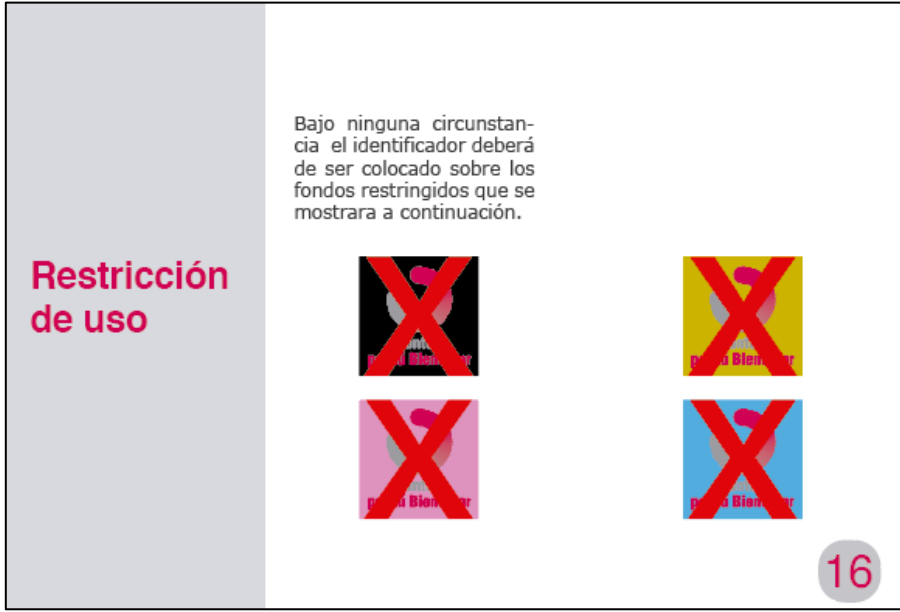 Bajo ninguna circunstan-
cia el identificador deberá
de ser colocado sobre los
fondos restringidos que se
mostrara a continuación.
Restricción
de uso
16